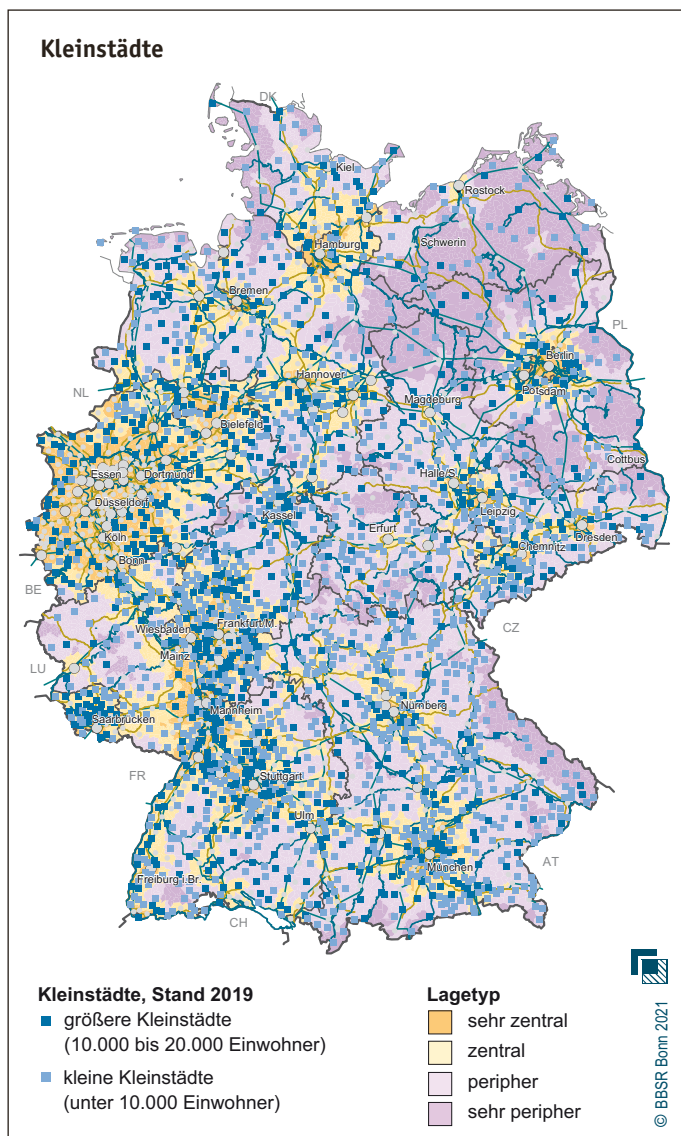 Kleinstädte
DK
Kiel
Rostock
Hamburg
Schwerin
Bremen
PL
Berlin
NL
Hannover
Potsdam
Magdeburg
Bielefeld
Cottbus
Essen
Dortmund
Halle/S.
Düsseldorf
Leipzig
Kassel
Erfurt
Köln
Dresden
Chemnitz
Bonn
BE
Wiesbaden
Frankfurt/M.
CZ
Mainz
LU
Mannheim
Nürnberg
Saarbrücken
FR
Stuttgart
Ulm
München
AT
Freiburg i.Br.
CH
Kleinstädte, Stand 2019
größere Kleinstädte
(10.000 bis 20.000 Einwohner)
kleine Kleinstädte
(unter 10.000 Einwohner)
Lagetyp
sehr zentral
zentral
peripher
sehr peripher
© BBSR Bonn 2021